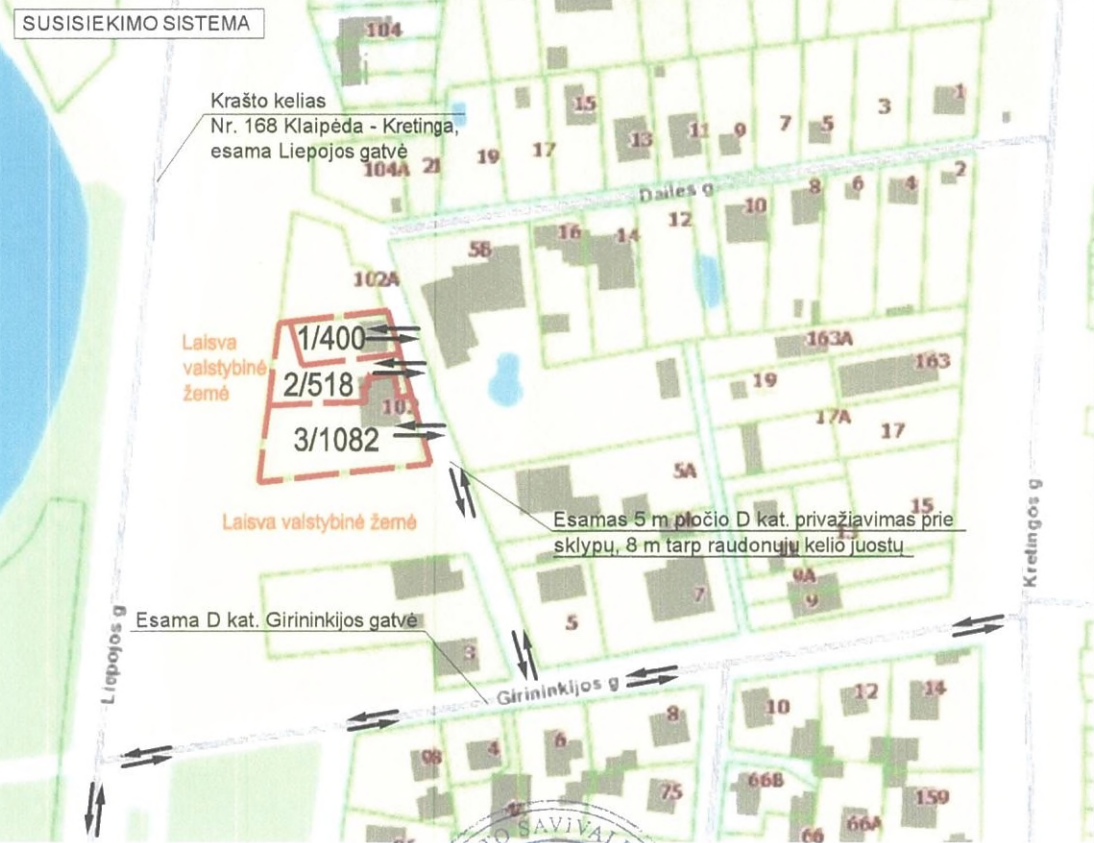 SUSISIEKIMO SISTEMA
104
Krašto kelias
Nr. 168 Klaipėda - Kretinga,
esama Liepojos gatvė
104A
21
19
17
15
13
11
9
7
5
3
1
Dailės g
16
14
12
10
8
6
4
2
5B
102A
1/400
Laisva
valstybinė
žemė
2/518
3/1082
163A
163
19
17A
17
5A
15
Laisva valstybinė žemė
Esamas 5 m pločio D kat. privažiavimas prie
sklypų, 8 m tarp raudonųjų kelio juostų
9A
9
7
5
Kretingos g
Liepojos g
Esama D kat. Girininkijos gatvė
3
Girininkijos g
10
12
14
8
6
4
9B
75
66B
159
66A
66
SAVIVAL